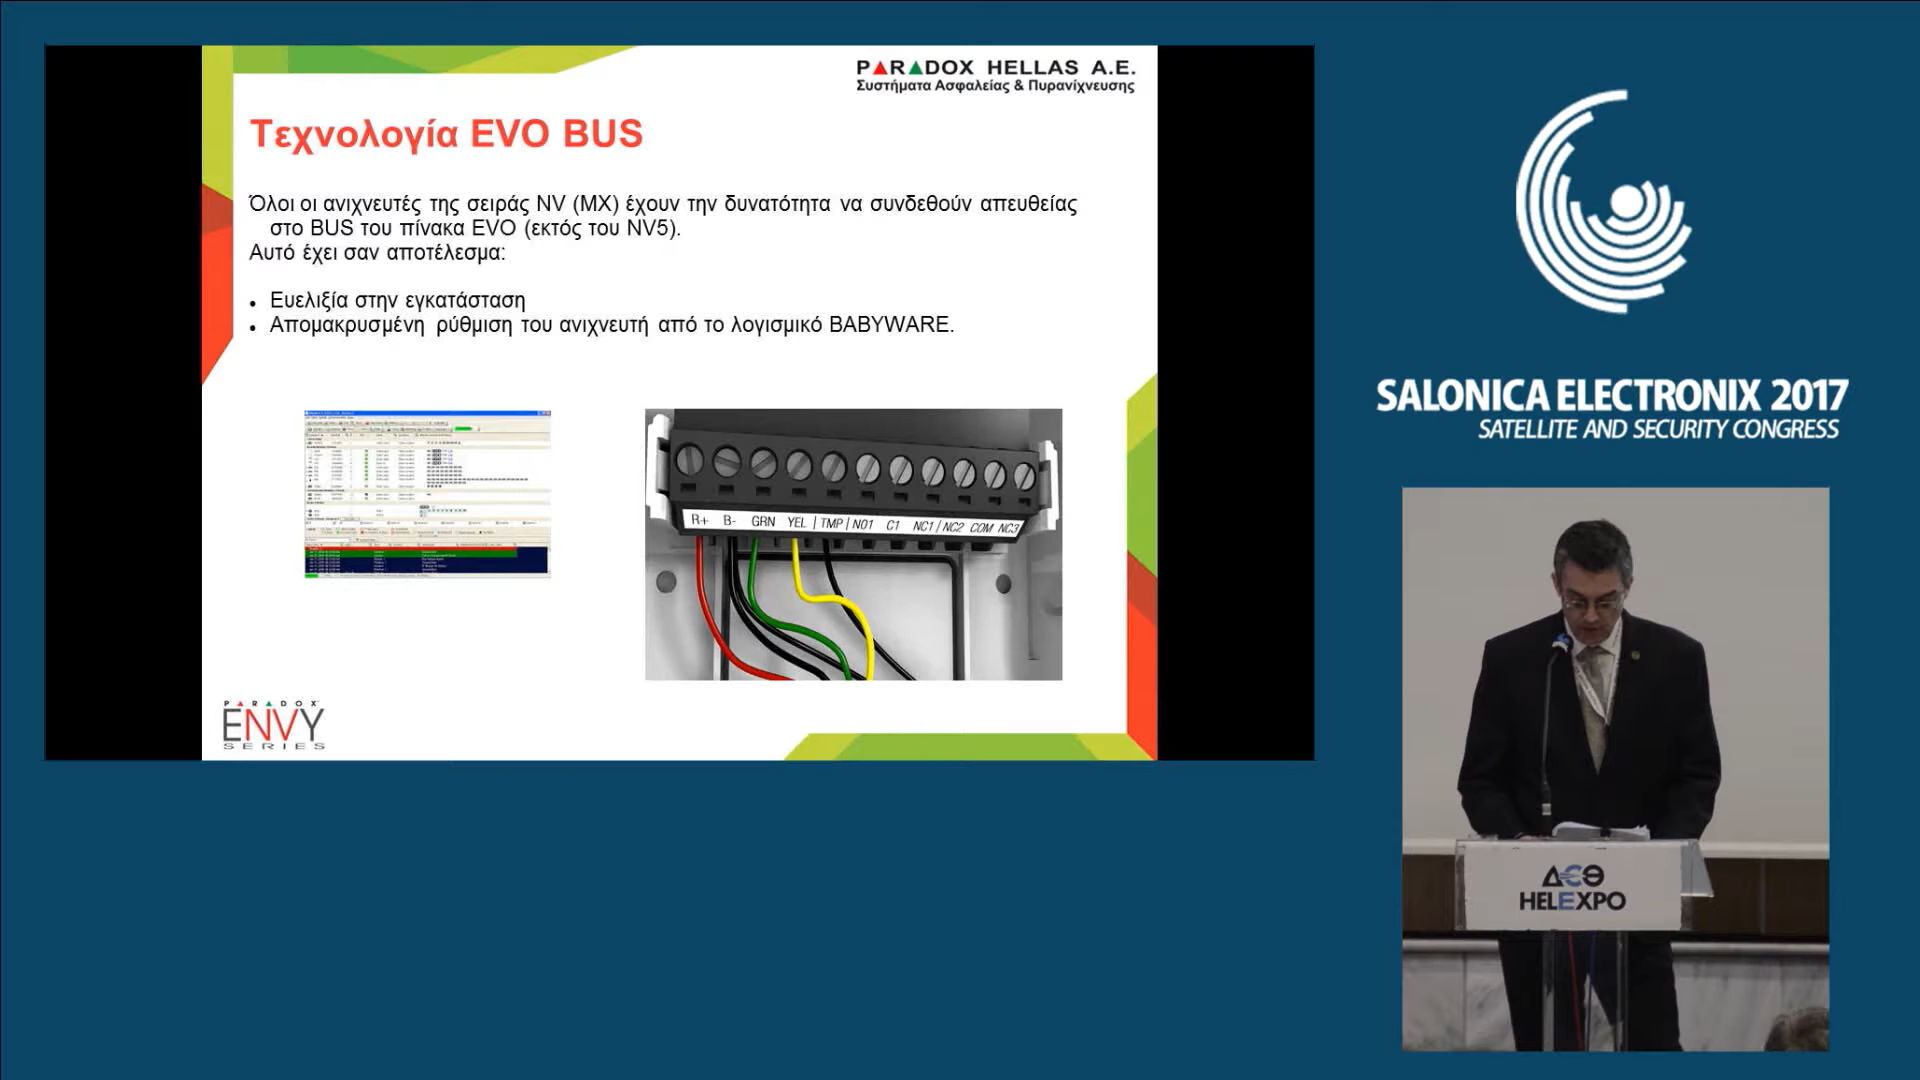 PARADOX HELLAS A.E.
Συστήματα Ασφαλείας & Πυρανίχνευσης
Τεχνολογία EVO BUS
Όλοι οι ανιχνευτές της σειράς NV (MX) έχουν την δυνατότητα να συνδεθούν απευθείας
στο BUS του πίνακα EVO (εκτός του NV5).
Αυτό έχει σαν αποτέλεσμα:
• Ευελιξία στην εγκατάσταση
• Απομακρυσμένη ρύθμιση του ανιχνευτή από το λογισμικό BABYWARE.
R+ B- GRN YEL | TMP | NO1 C1 NC1 / NC2 COM NC3
PARADOX
ENVY
SERIES
SALONICA ELECTRONIX 2017
SATELLITE AND SECURITY CONGRESS
ΔΕΘ
HELEXPO